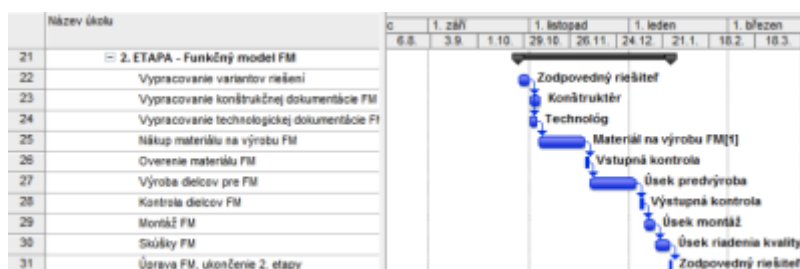 Název úkolu
c 1. září 1. listopad 1. leden 1. březen
6.8. 3.9. 1.10. 29.10. 26.11. 24.12. 21.1. 18.2. 18.3.
21 2. ETAPA - Funkčný model FM
22 Vypracovanie variantov riešení Zodpovedný riešiteľ
23 Vypracovanie konštrukčnej dokumentácie FM Konštruktér
24 Vypracovanie technologickej dokumentácie Technológ
25 Nákup materiálu na výrobu FM Materiál na výrobu FM[1]
26 Overenie materiálu FM Vstupná kontrola
27 Výroba dielcov pre FM Úsek predvýroba
28 Kontrola dielcov FM Výstupná kontrola
29 Montáž FM Úsek montáž
30 Skúšky FM Úsek riadenia kvality
31 Úprava FM, ukončenie 2. etapy Zodpovedný riešiteľ